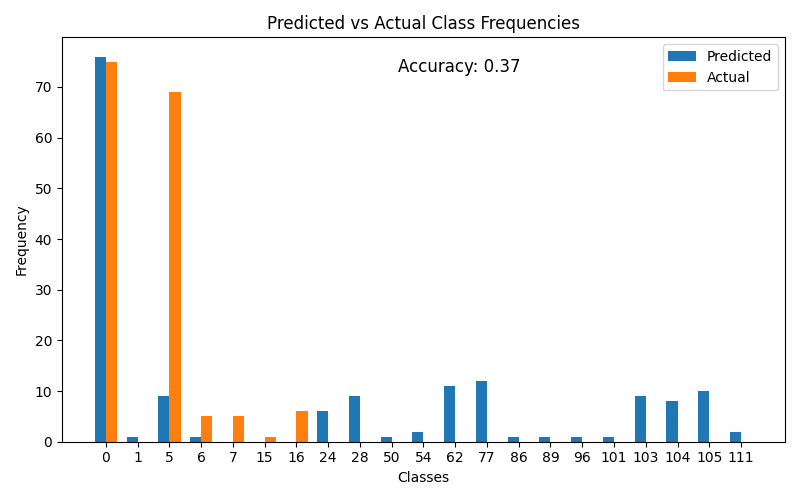 Predicted vs Actual Class Frequencies
Accuracy: 0.37
Predicted
Actual
Frequency
70
60
50
40
30
20
10
0
0 1 5 6 7 15 16 24 28 50 54 62 77 86 89 96 101 103 104 105 111
Classes